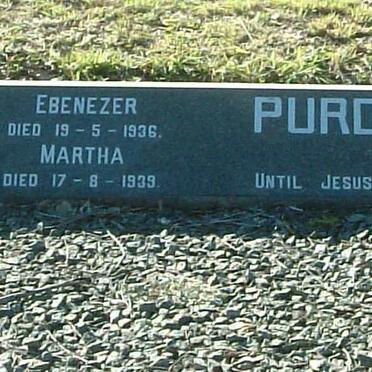 EBENEZER
DIED 19-5-1936.
MARTHA
DIED 17-8-1939.
PURD
UNTIL JESUS